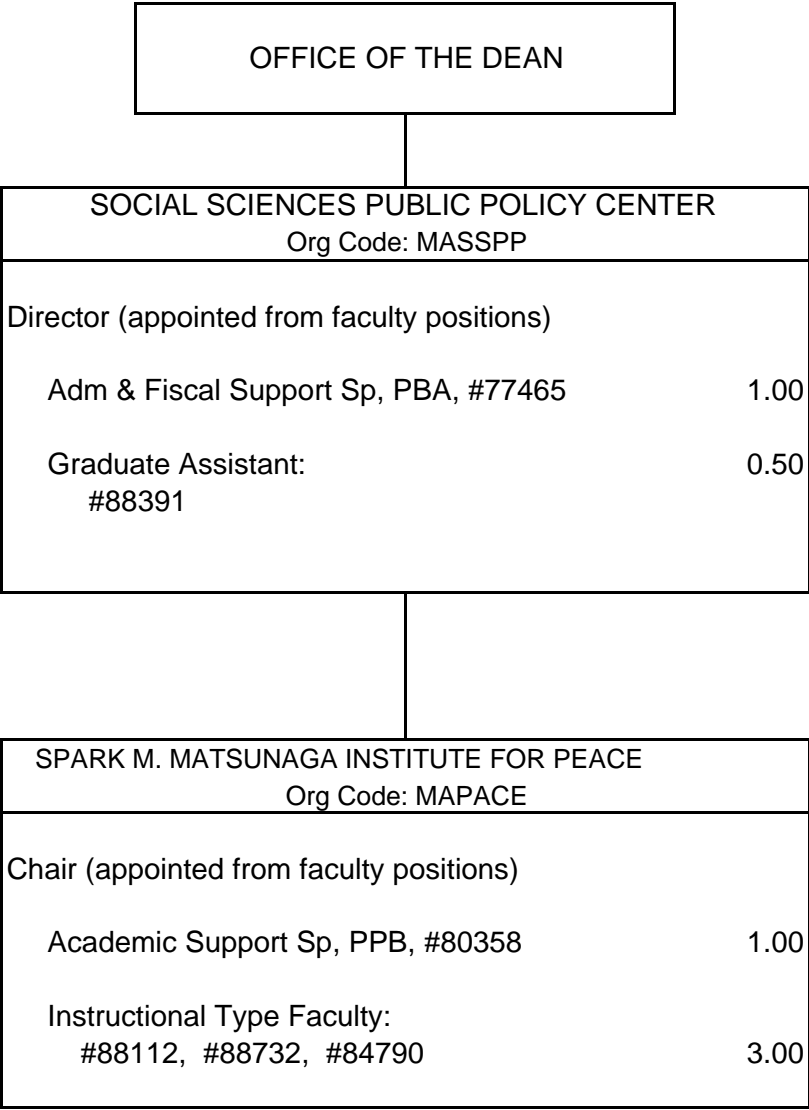 OFFICE OF THE DEAN
SOCIAL SCIENCES PUBLIC POLICY CENTER
Org Code: MASSPP
Director (appointed from faculty positions)
Adm & Fiscal Support Sp, PBA, #77465 1.00
Graduate Assistant: 0.50
#88391
SPARK M. MATSUNAGA INSTITUTE FOR PEACE
Org Code: MAPACE
Chair (appointed from faculty positions)
Academic Support Sp, PPB, #80358 1.00
Instructional Type Faculty:
#88112, #88732, #84790 3.00